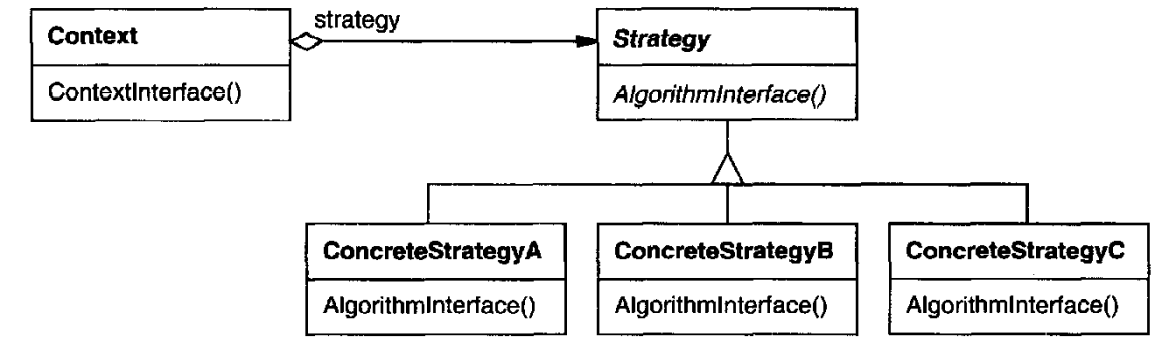 Context
strategy
Strategy
ContextInterface()
AlgorithmInterface()
ConcreteStrategyA
ConcreteStrategyB
ConcreteStrategyC
AlgorithmInterface()
AlgorithmInterface()
AlgorithmInterface()